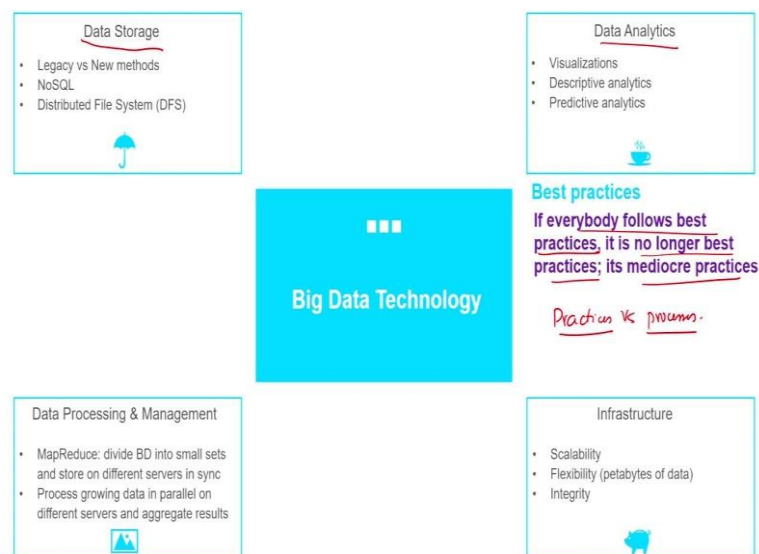 Data Storage
• Legacy vs New methods
• NoSQL
• Distributed File System (DFS)
Data Analytics
• Visualizations
• Descriptive analytics
• Predictive analytics
Best practices
If everybody follows best
practices, it is no longer best
practices; its mediocre practices
Practices Vs processes.
Big Data Technology
Data Processing & Management
• MapReduce: divide BD into small sets
and store on different servers in sync
• Process growing data in parallel on
different servers and aggregate results
Infrastructure
• Scalability
• Flexibility (petabytes of data)
• Integrity